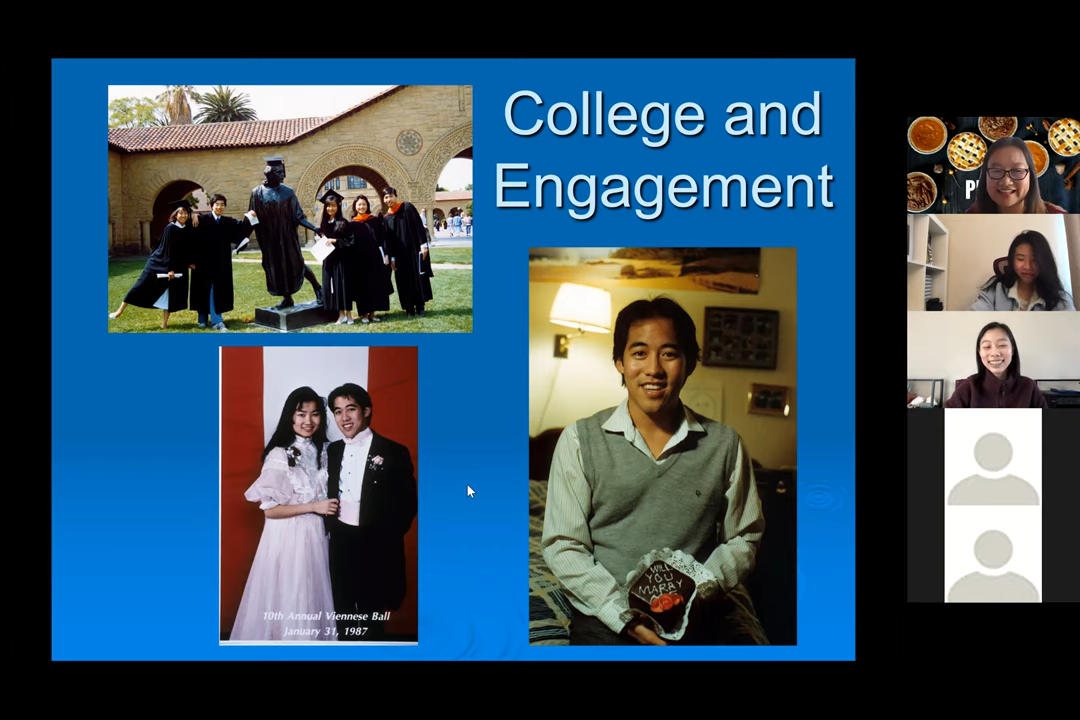 College and
Engagement
WILL
YOU
MARRY
10th Annual Viennese Ball
January 31, 1987